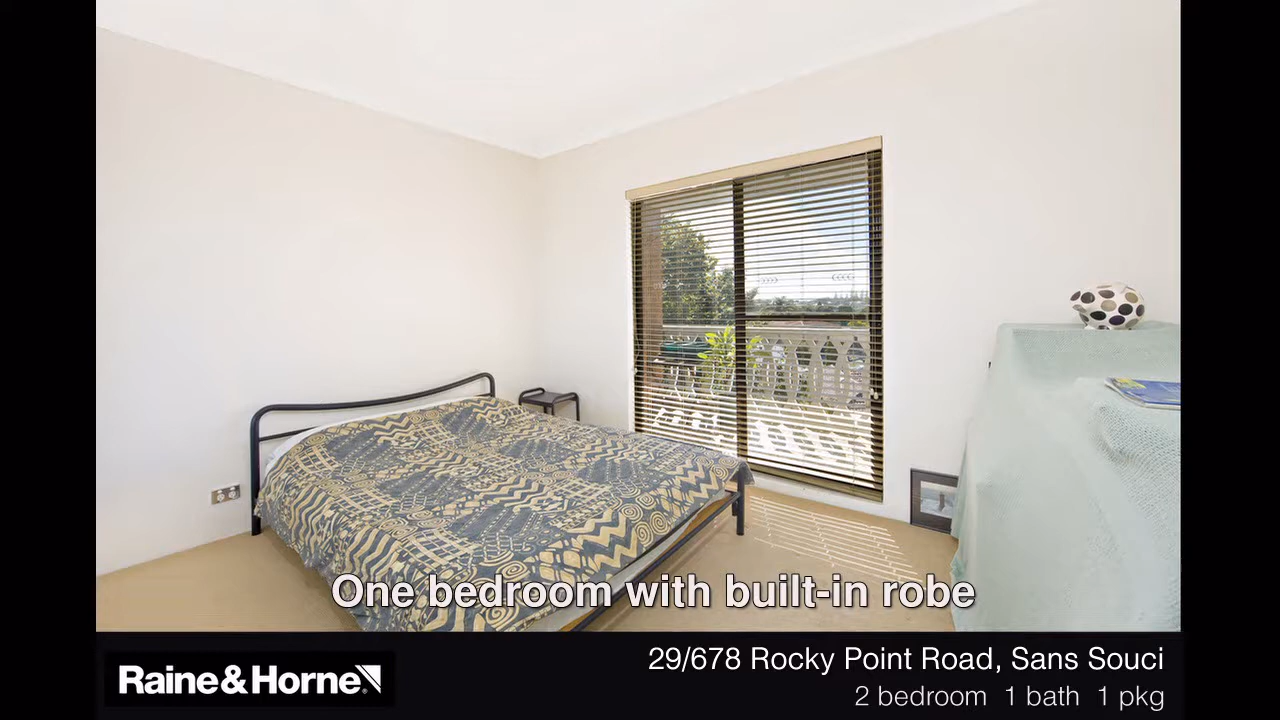 One bedroom with built-in robe
29/678 Rocky Point Road, Sans Souci
Raine&Horne.
2 bedroom 1 bath 1 pkg